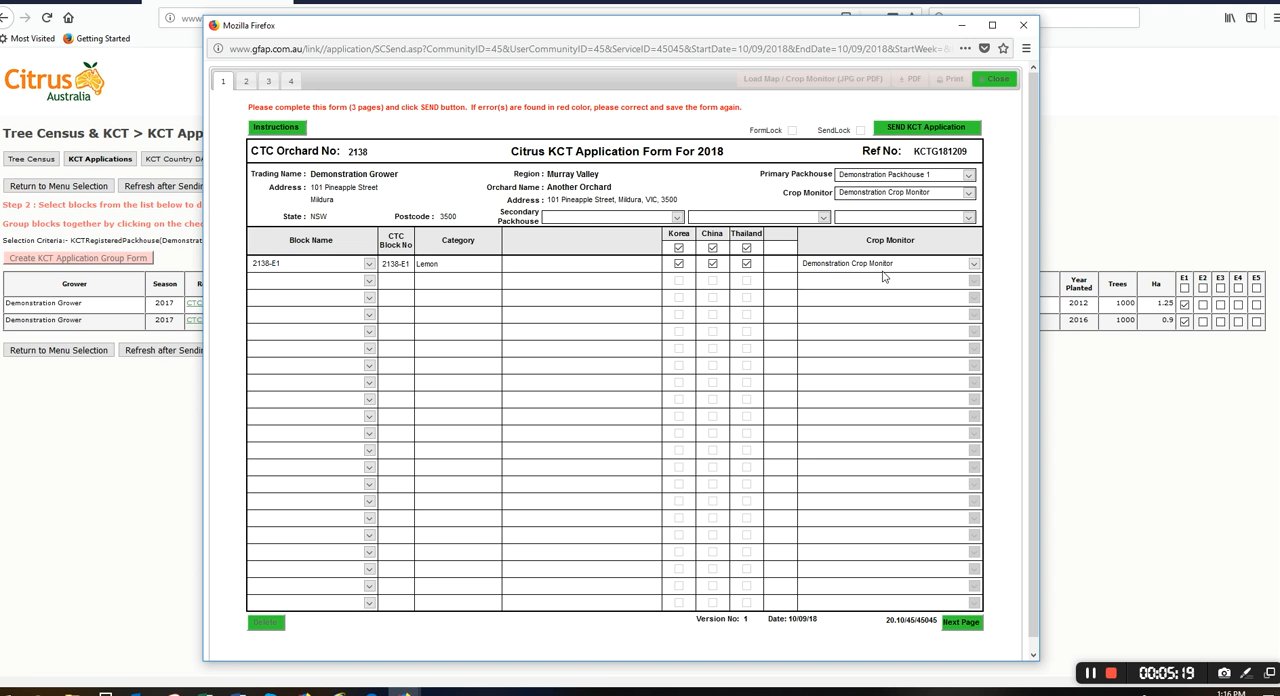 Mozilla Firefox
www.gfap.com.au/link//application/SCSend.asp?CommunityID=45&UserCommunityID=45&ServiceID=45045&StartDate=10/09/2018&EndDate=10/09/2018&StartWeek=&
www
Most Visited Getting Started
Citrus
Australia
1 2 3 4 Load Map / Crop Monitor (JPG or PDF) PDF Print Close
Please complete this form (3 pages) and click SEND button. If error(s) are found in red color, please correct and save the form again.
Instructions FormLock SendLock SEND KCT Application
Tree Census & KCT > KCT App
Tree Census KCT Applications KCT Country
Return to Menu Selection Refresh after Sendin
Step 2 : Select blocks from the list below to
Group blocks together by clicking on the che
Selection Criteria:- KCTRegisteredPackhouse(Demonstra
Create KCT Application Group Form
Grower Season
Demonstration Grower 2017 CTC
Demonstration Grower 2017 CTC
Return to Menu Selection Refresh after Sendin
CTC Orchard No: 2138 Citrus KCT Application Form For 2018 Ref No: KCTG181209
Trading Name : Demonstration Grower Region : Murray Valley Primary Packhouse Demonstration Packhouse 1
Address : 101 Pineapple Street Orchard Name : Another Orchard Crop Monitor Demonstration Crop Monitor
Mildura Address : 101 Pineapple Street, Mildura, VIC, 3500
State : NSW Postcode : 3500 Secondary Packhouse
Block Name CTC Block No Category Korea China Thailand Crop Monitor
2138-E1 2138-E1 Lemon Demonstration Crop Monitor
Delete Version No: 1 Date: 10/09/18 20.10/45/45045 Next Page
Year Planted Trees Ha E1 E2 E3 E4 E5
2012 1000 1.25
2016 1000 0.9
00:05:19
1:16 PM